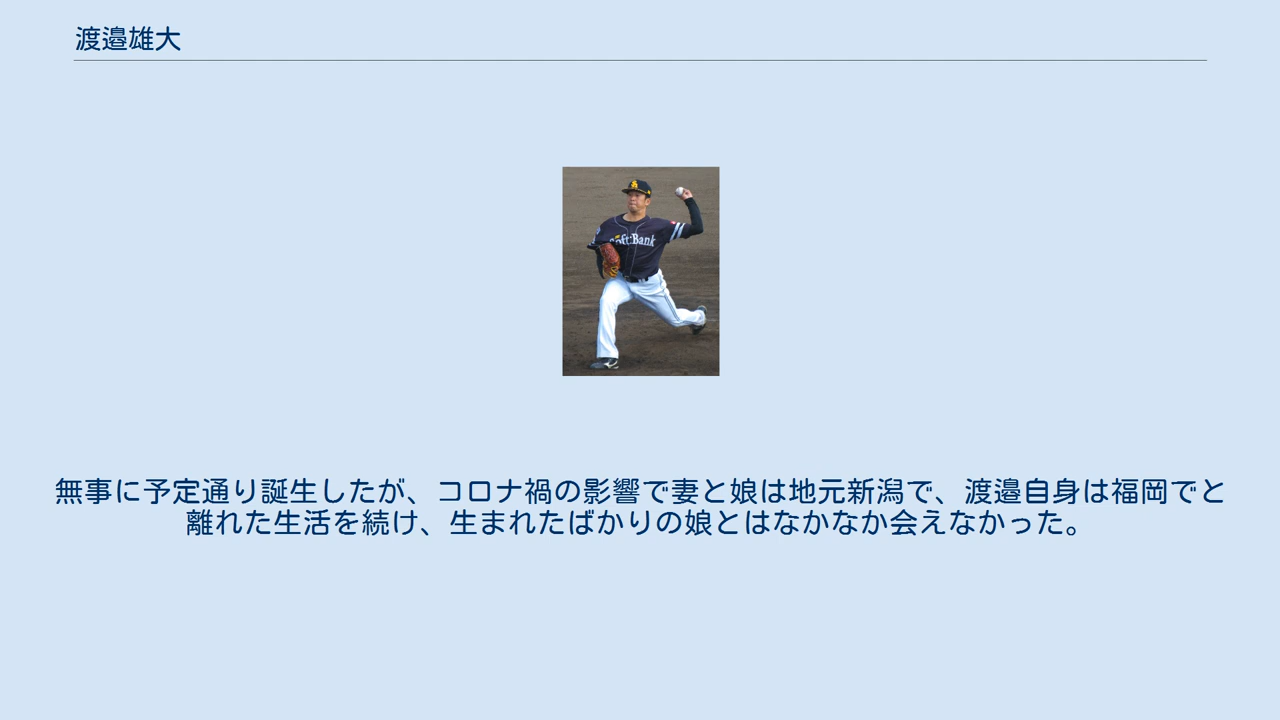 渡邉雄大
SoftBank
無事に予定通り誕生したが、コロナ禍の影響で妻と娘は地元新潟で、渡邉自身は福岡でと
離れた生活を続け、生まれたばかりの娘とはなかなか会えなかった。